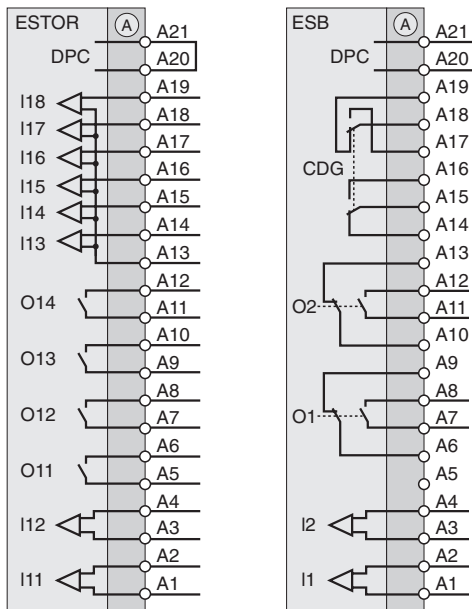 ESTOR A
A21
DPC
A20
A19
I18
A18
I17
A17
I16
A16
I15
A15
I14
A14
I13
A13
A12
O14
A11
A10
O13
A9
A8
O12
A7
A6
O11
A5
A4
I12
A3
A2
I11
A1
ESB A
A21
DPC
A20
A19
A18
A17
CDG
A16
A15
A14
A13
A12
O2
A11
A10
A9
A8
O1
A7
A6
A5
A4
I2
A3
A2
I1
A1